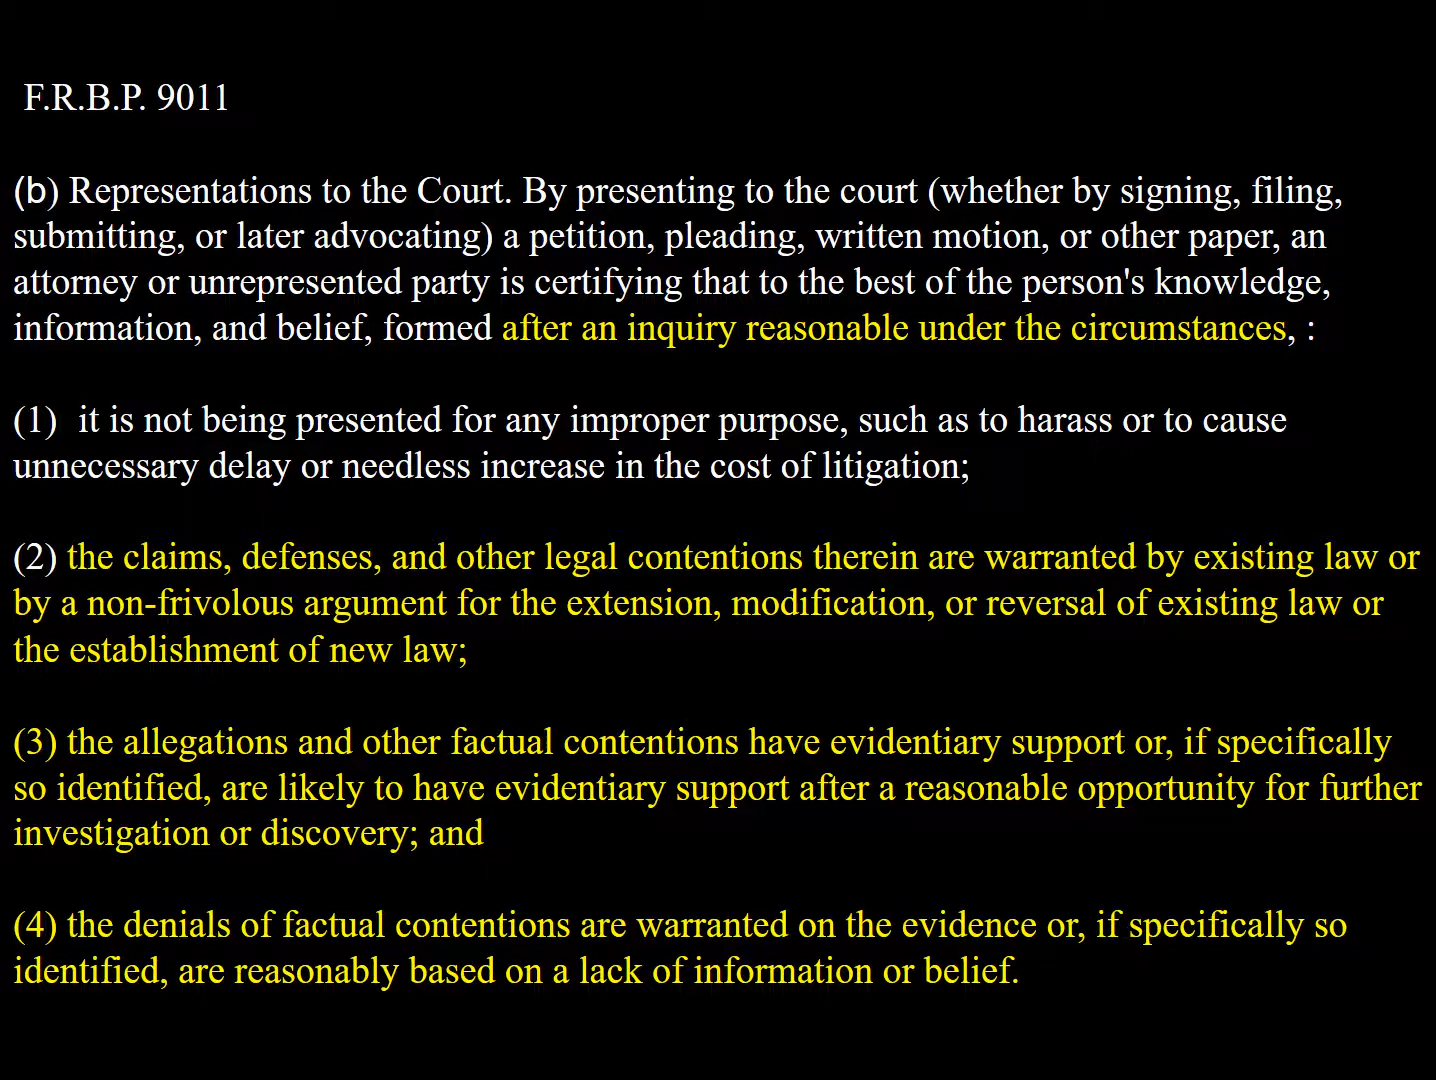 F.R.B.P. 9011
(b) Representations to the Court. By presenting to the court (whether by signing, filing,
submitting, or later advocating) a petition, pleading, written motion, or other paper, an
attorney or unrepresented party is certifying that to the best of the person's knowledge,
information, and belief, formed after an inquiry reasonable under the circumstances, :
(1) it is not being presented for any improper purpose, such as to harass or to cause
unnecessary delay or needless increase in the cost of litigation;
(2) the claims, defenses, and other legal contentions therein are warranted by existing law or
by a non-frivolous argument for the extension, modification, or reversal of existing law or
the establishment of new law;
(3) the allegations and other factual contentions have evidentiary support or, if specifically
so identified, are likely to have evidentiary support after a reasonable opportunity for further
investigation or discovery; and
(4) the denials of factual contentions are warranted on the evidence or, if specifically so
identified, are reasonably based on a lack of information or belief.